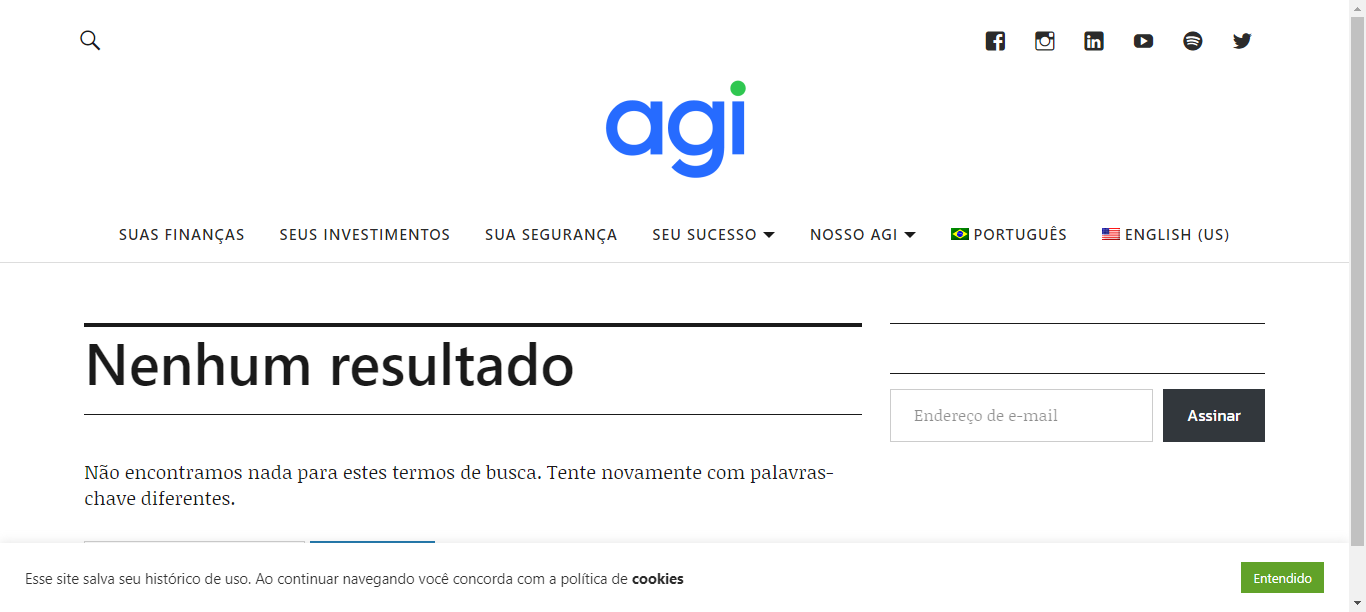 agi
SUAS FINANÇAS SEUS INVESTIMENTOS SUA SEGURANÇA SEU SUCESSO NOSSO AGI PORTUGUÊS ENGLISH (US)
Nenhum resultado
Não encontramos nada para estes termos de busca. Tente novamente com palavras-
chave diferentes.
Endereço de e-mail Assinar
Esse site salva seu histórico de uso. Ao continuar navegando você concorda com a política de cookies Entendido